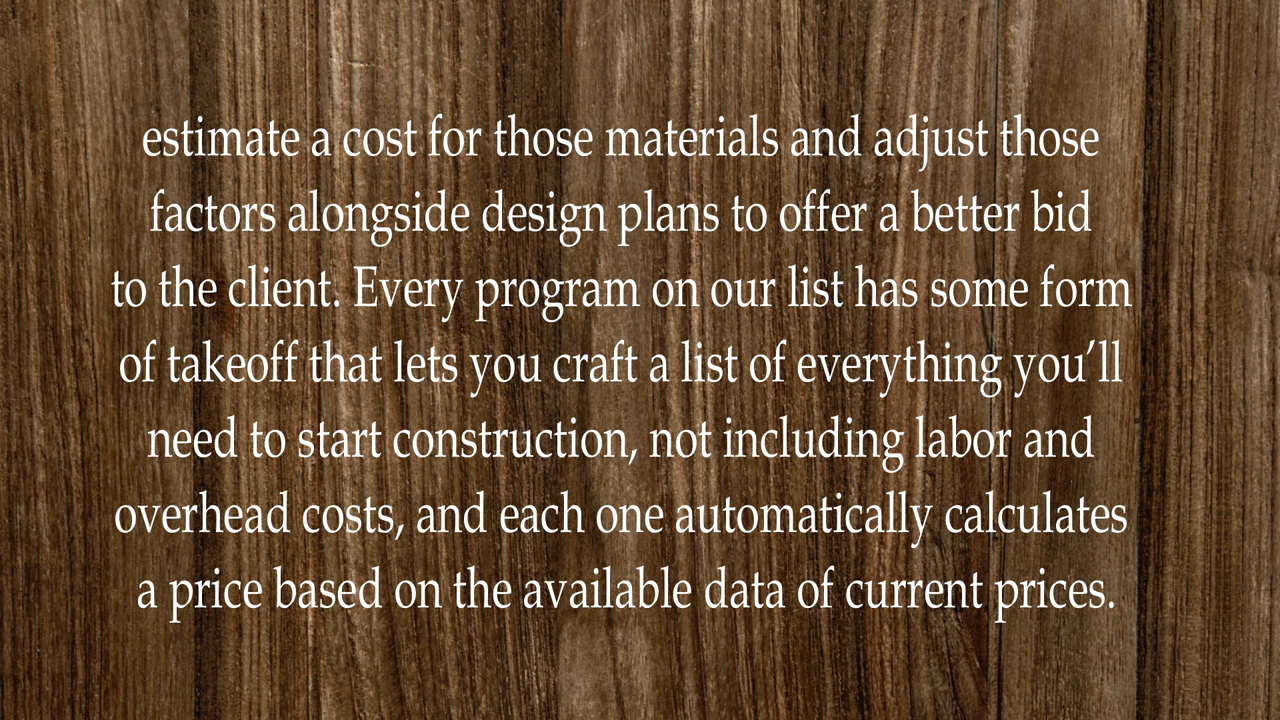 estimate a cost for those materials and adjust those
factors alongside design plans to offer a better bid
to the client. Every program on our list has some form
of takeoff that lets you craft a list of everything you’ll
need to start construction, not including labor and
overhead costs, and each one automatically calculates
a price based on the available data of current prices.